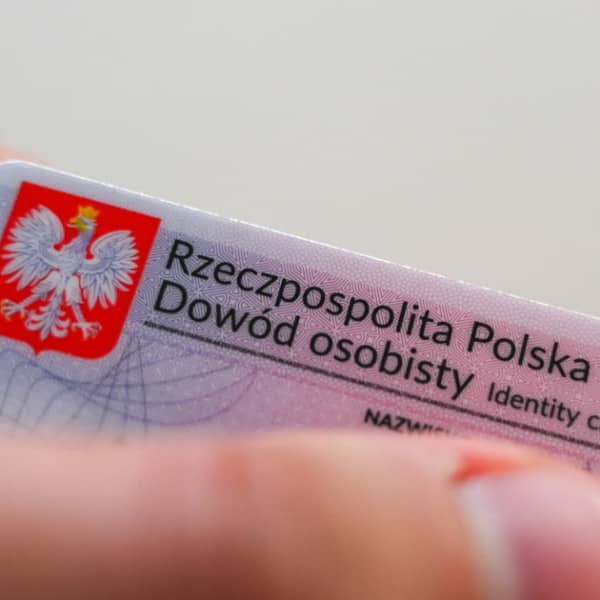 Rzeczpospolita Polska
Dowód osobisty Identity